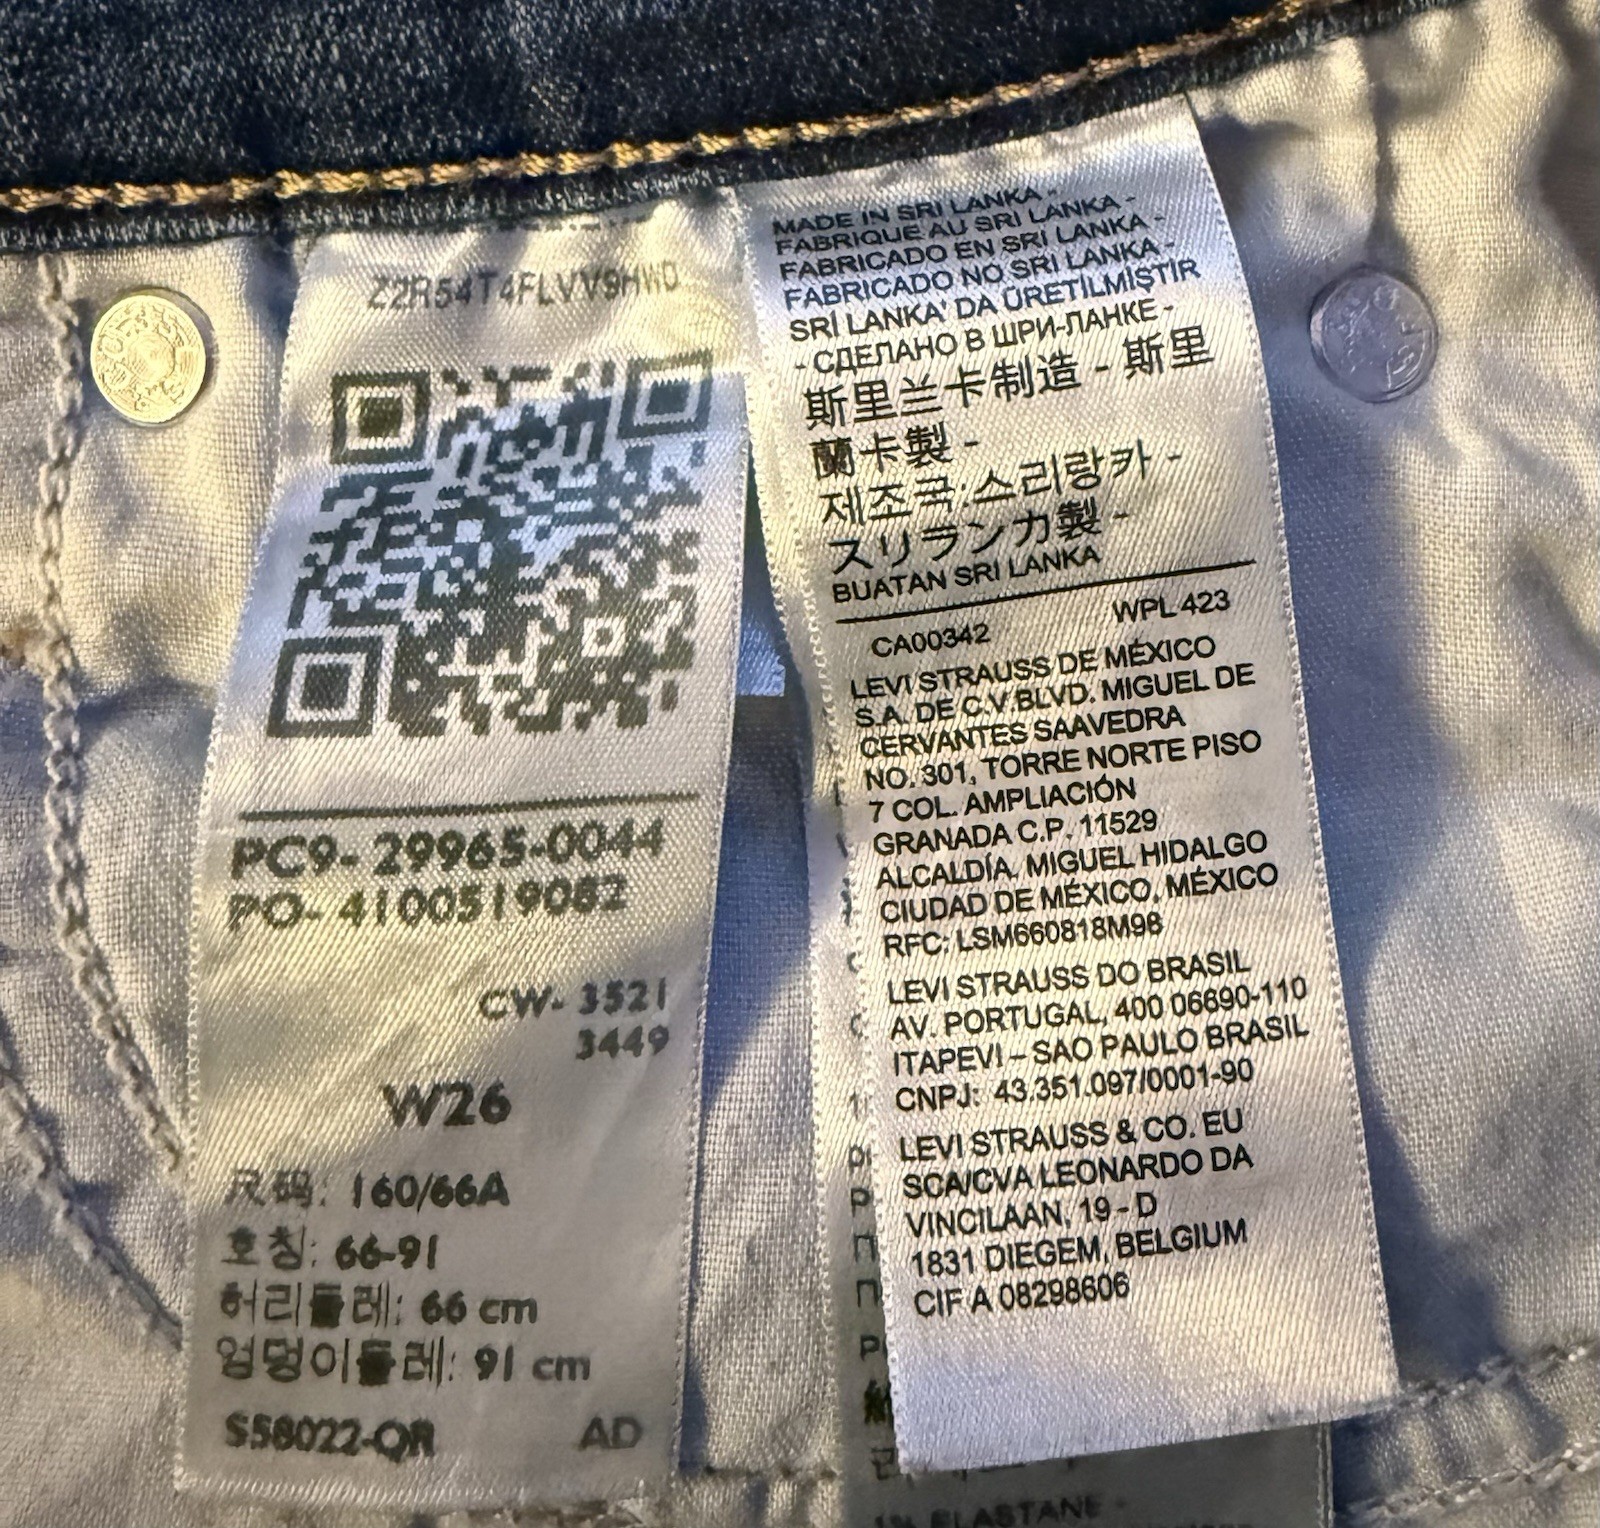 Z2R54T4FLVV9HWD
PC9- 29965-0044
PO- 4100519082
CW- 3521
3449
W26
尺码: 160/66A
호칭: 66-91
허리둘레: 66 cm
엉덩이둘레: 91 cm
S58022-QR AD
MADE IN SRI LANKA -
FABRIQUE AU SRI LANKA -
FABRICADO EN SRI LANKA -
FABRICADO NO SRI LANKA -
SRİ LANKA' DA ÜRETİLMİŞTİR
- СДЕЛАНО В ШРИ-ЛАНКЕ -
斯里兰卡制造 - 斯里
蘭卡製 -
제조국:스리랑카 -
スリランカ製 -
BUATAN SRI LANKA
CA00342 WPL 423
LEVI STRAUSS DE MÉXICO
S.A. DE C.V.BLVD. MIGUEL DE
CERVANTES SAAVEDRA
NO. 301, TORRE NORTE PISO
7 COL. AMPLIACIÓN
GRANADA C.P. 11529
ALCALDÍA. MIGUEL HIDALGO
CIUDAD DE MÉXICO, MÉXICO
RFC: LSM660818M98
LEVI STRAUSS DO BRASIL
AV. PORTUGAL, 400 06690-110
ITAPEVI – SAO PAULO BRASIL
CNPJ: 43.351.097/0001-90
LEVI STRAUSS & CO. EU
SCA/CVA LEONARDO DA
VINCILAAN, 19 - D
1831 DIEGEM, BELGIUM
CIF A 08298606
1% ELASTANE -